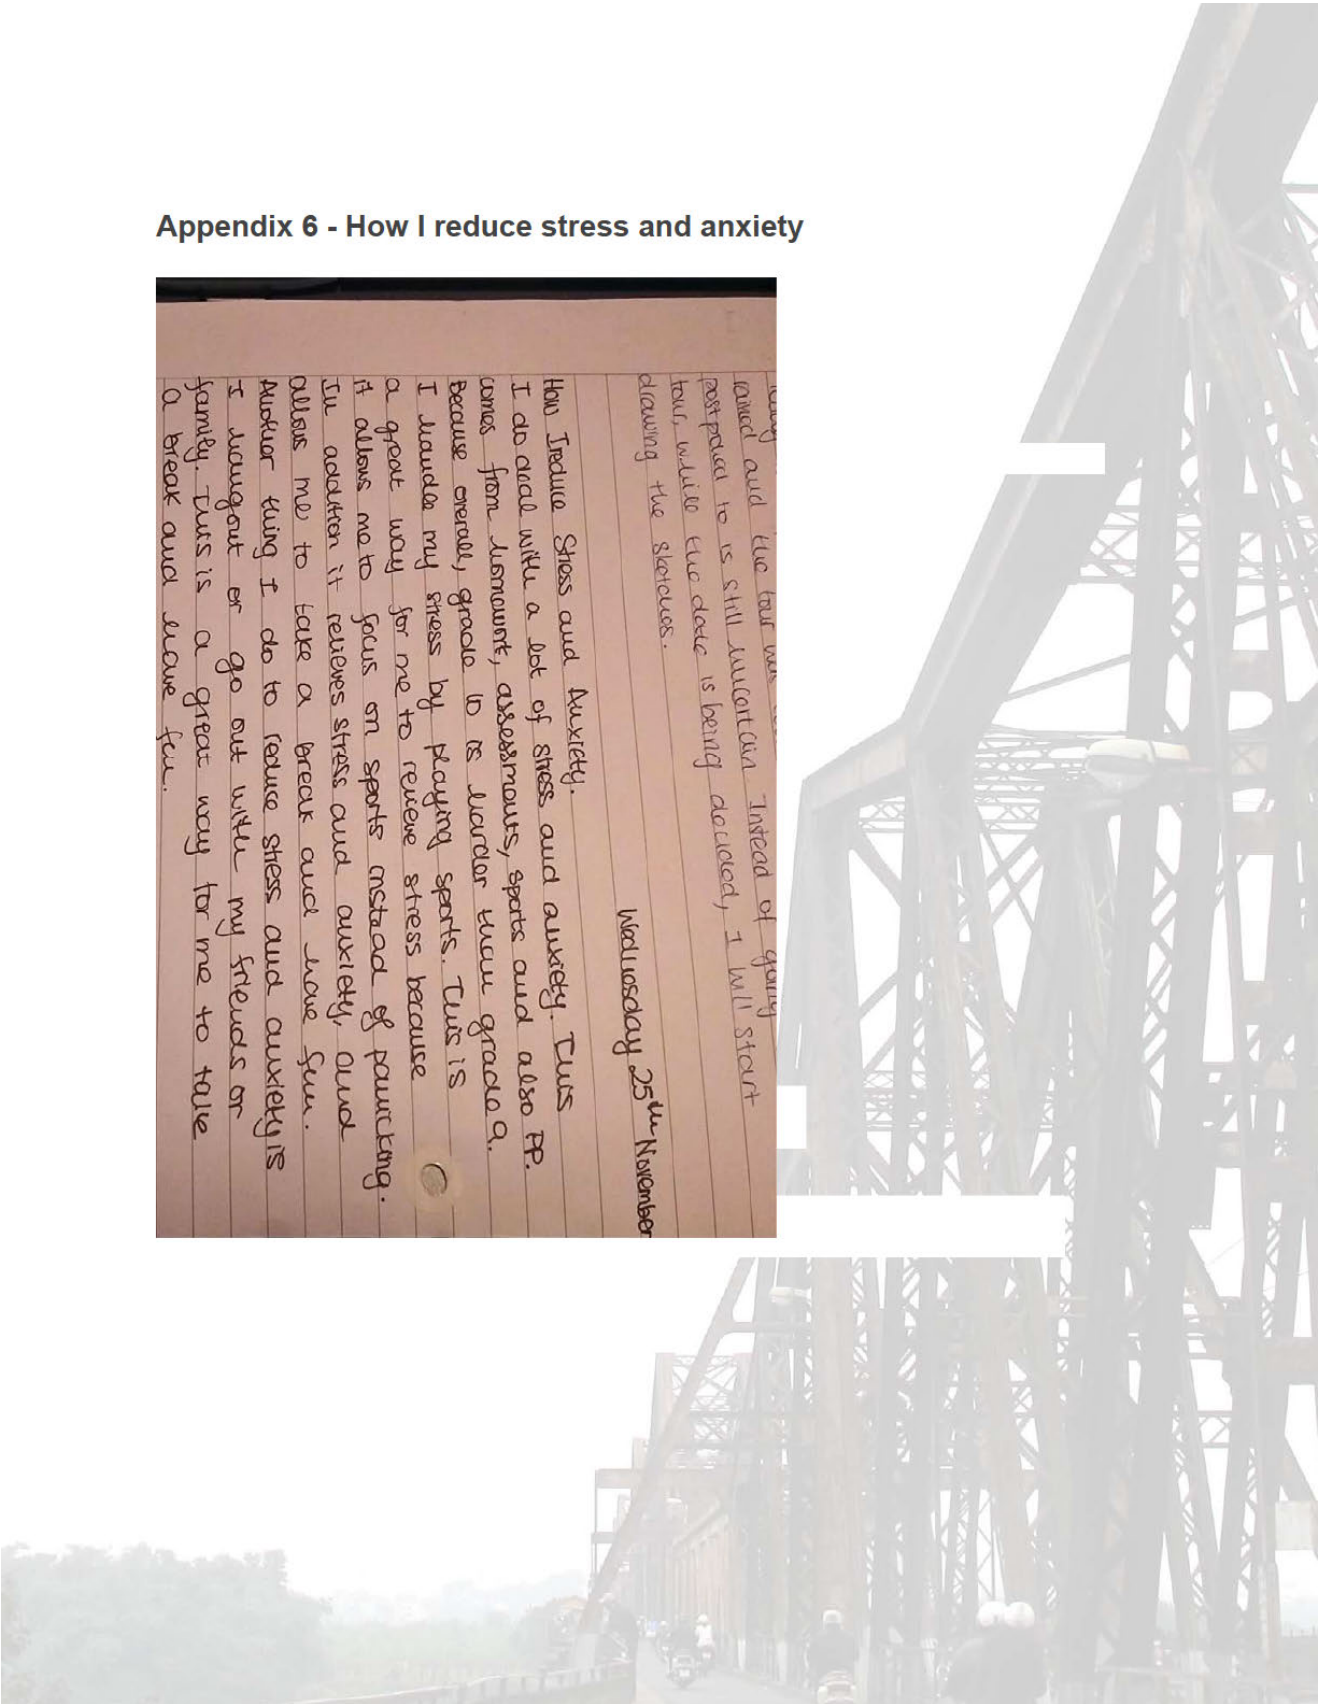 Appendix 6 - How I reduce stress and anxiety
rained and the tour
postponed to is still uncertain Instead of going
tour, while the date is being decided, I will start
drawing the sketches.
Wednesday 25th November
How I reduce Stress and Anxiety.
I do deal with a lot of stress and anxiety. This
comes from homework, assessments, sports and also PP.
Because overall, grade 10 is harder than grade 9.
I handle my stress by playing sports. This is
a great way for me to relieve stress because
it allows me to focus on sports instead of panicking.
In addition it relieves stress and anxiety, and
allows me to take a break and have fun.
Another thing I do to reduce stress and anxiety is
I hangout or go out with my friends or
family. This is a great way for me to take
a break and have fun.